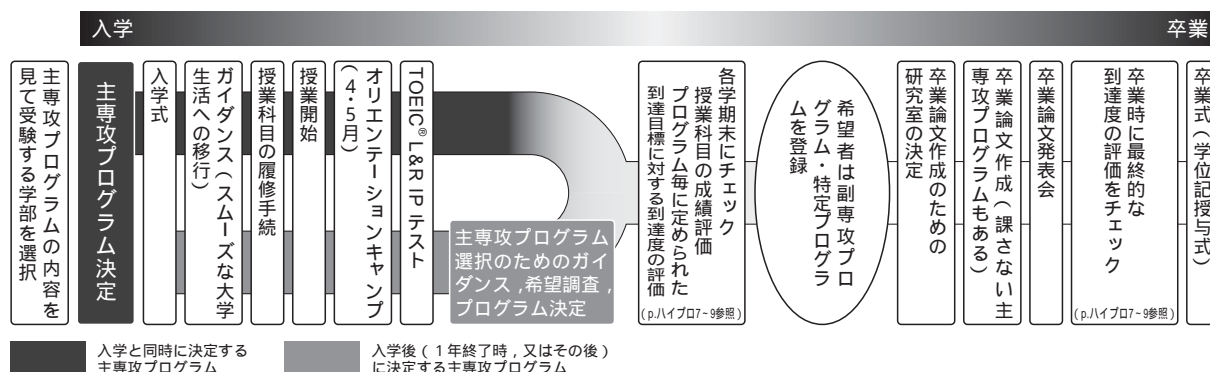 入学
卒業
主専攻プログラムの内容を
見て受験する学部を選択
主専攻プログラム決定
入学式
ガイダンス(スムーズな大学
生活への移行)
授業科目の履修手続
授業開始
オリエンテーションキャンプ
(4・5月)
TOEIC® L&R IP テスト
主専攻プログラム
選択のためのガイ
ダンス,希望調査,
プログラム決定
各学期末にチェック
授業科目の成績評価
プログラム毎に定められた
到達目標に対する到達度の評価
(p.ハイプロ7~9参照)
希望者は副専攻プロ
グラム・特定プログラ
ムを登録
卒業論文作成のための
研究室の決定
卒業論文作成(課さない主
専攻プログラムもある)
卒業論文発表会
卒業時に最終的な
到達度の評価をチェック
(p.ハイプロ7~9参照)
卒業式(学位記授与式)
入学と同時に決定する
主専攻プログラム
入学後(1年終了時,又はその後)
に決定する主専攻プログラム